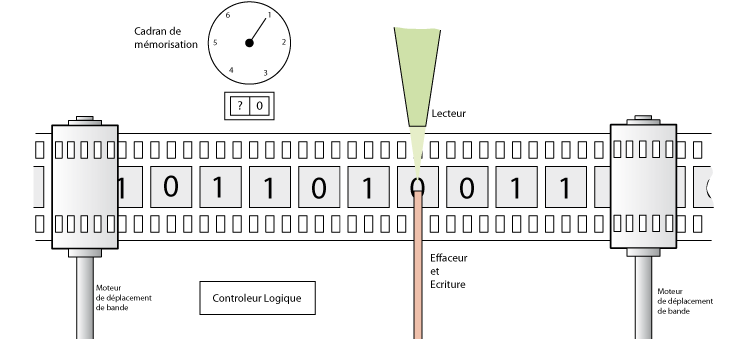 Cadran de
mémorisation
6 1
5 2
4 3
? 0
Lecteur
1 0 1 1 0 1 0 0 1 1
Effaceur
et
Ecriture
Moteur
de déplacement
de bande
Controleur Logique
Moteur
de déplacement
de bande